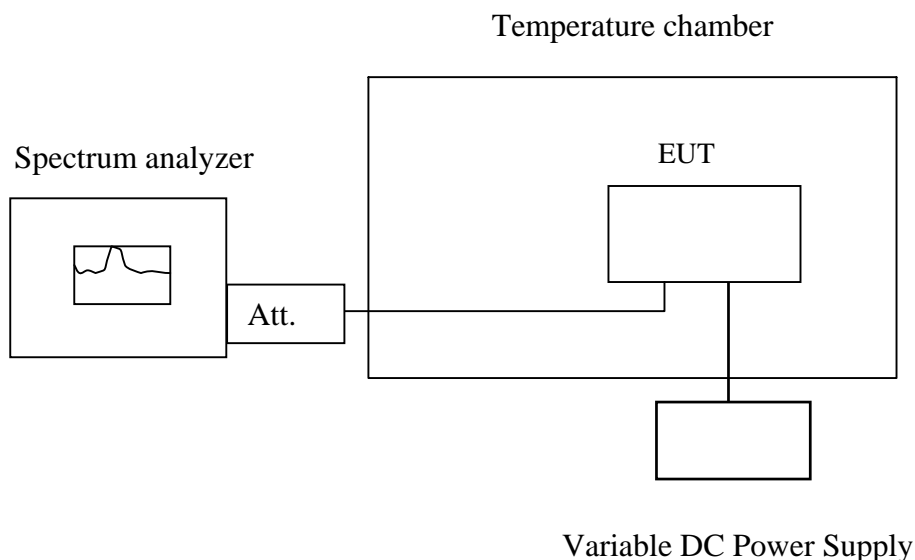 Temperature chamber
Spectrum analyzer
EUT
Att.
Variable DC Power Supply